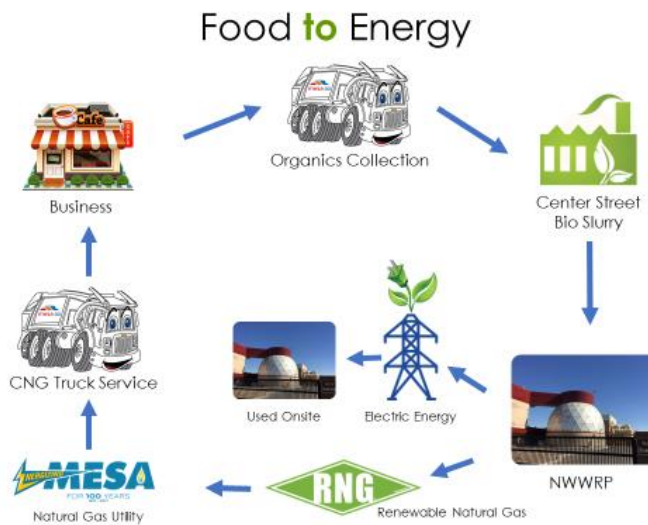 Food to Energy
Cafe
Organics Collection
Business
Center Street
Bio Slurry
CNG Truck Service
Used Onsite
Electric Energy
NWWRP
ENERGIZING
MESA
FOR 100 YEARS
Natural Gas Utility
RNG
Renewable Natural Gas